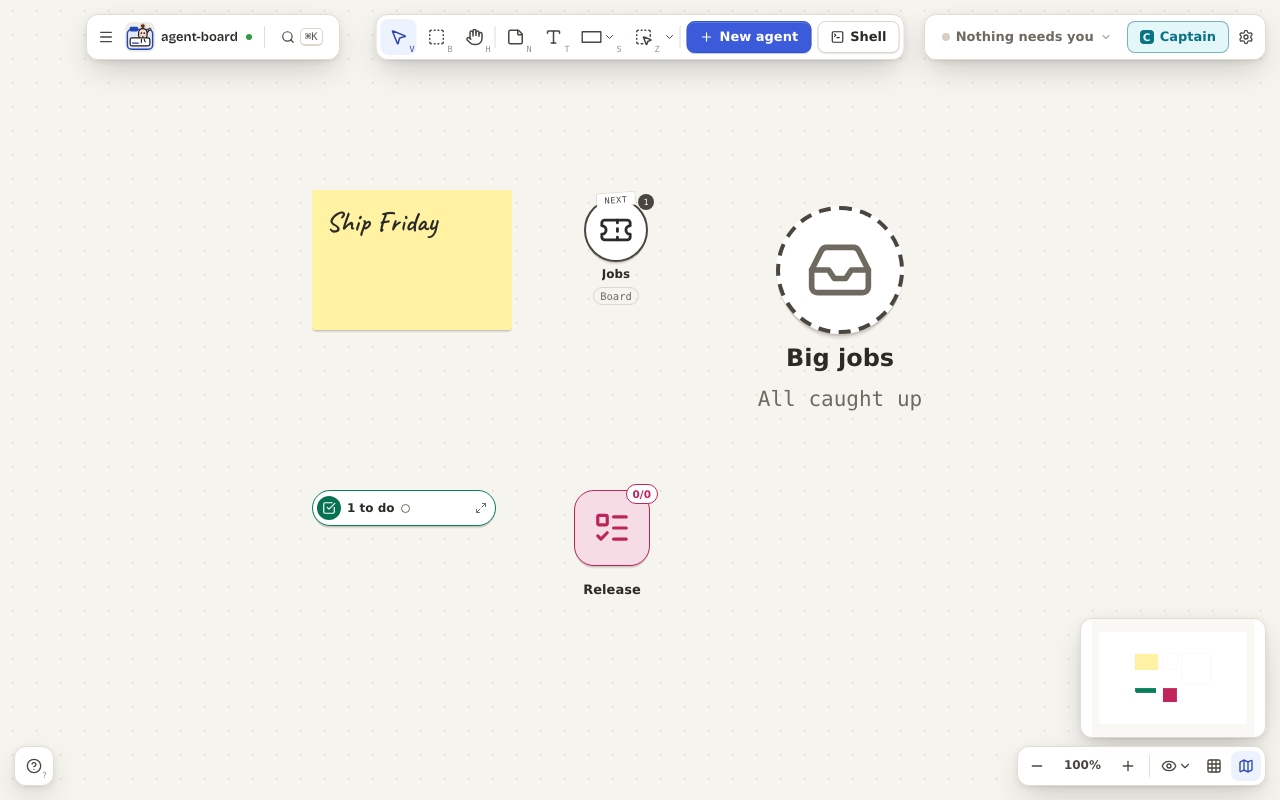 agent-board
⌘K
V
B
H
N
T
S
Z
New agent
Shell
Nothing needs you
C Captain
Ship Friday
NEXT
1
Jobs
Board
Big jobs
All caught up
1 to do
0/0
Release
100%
?